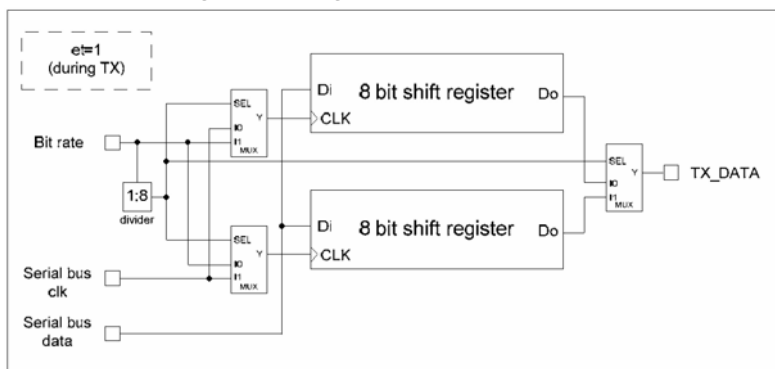 et=1
(during TX)
Bit rate
1:8
divider
Serial bus
clk
Serial bus
data
SEL
Y
I0
I1
MUX
SEL
Y
I0
I1
MUX
Di
8 bit shift register
Do
CLK
Di
8 bit shift register
Do
CLK
SEL
Y
I0
I1
MUX
TX_DATA